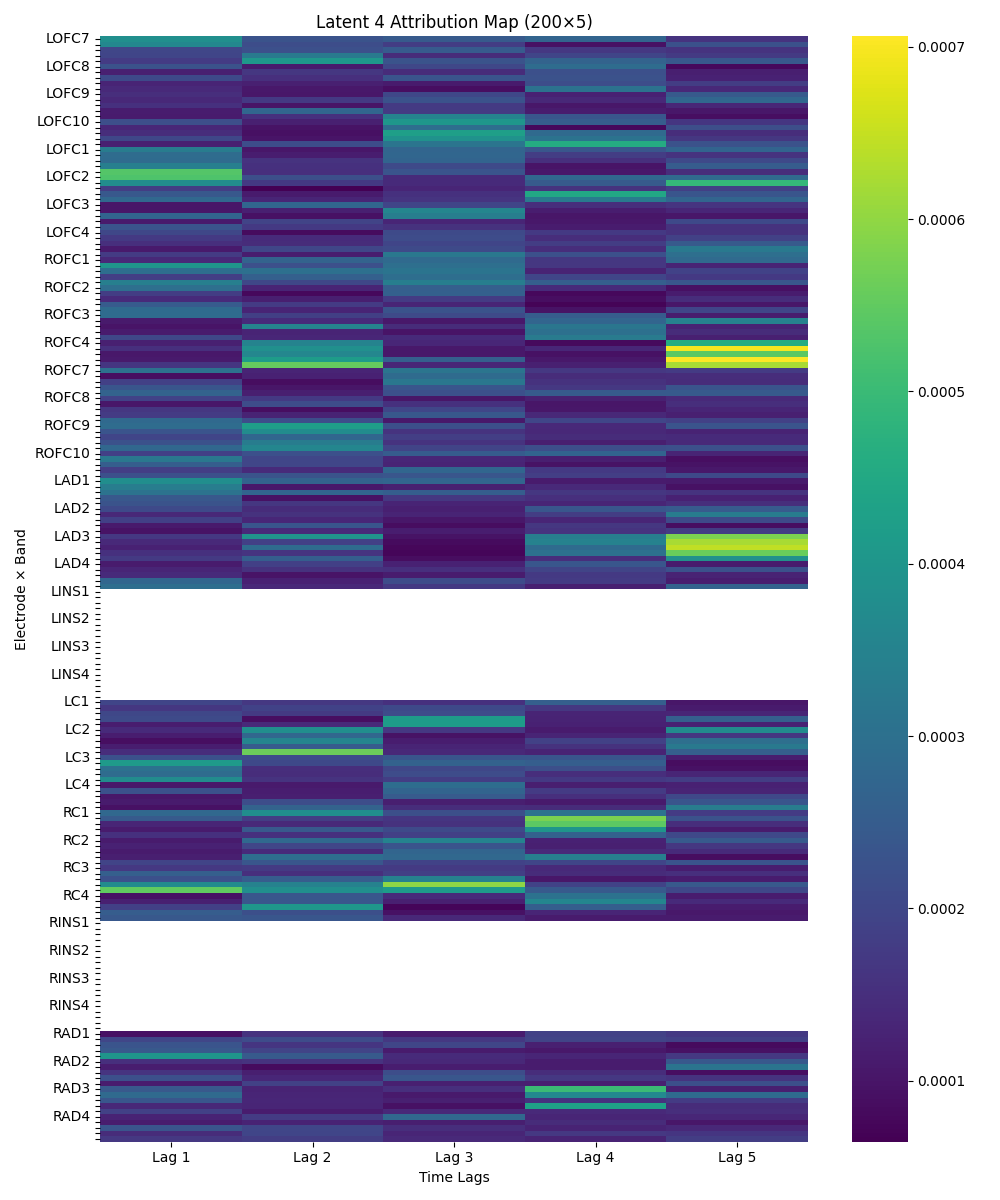 Latent 4 Attribution Map (200×5)
LOFC7
LOFC8
LOFC9
LOFC10
LOFC1
LOFC2
LOFC3
LOFC4
ROFC1
ROFC2
ROFC3
ROFC4
ROFC7
ROFC8
ROFC9
ROFC10
LAD1
LAD2
LAD3
LAD4
LINS1
LINS2
LINS3
LINS4
LC1
LC2
LC3
LC4
RC1
RC2
RC3
RC4
RINS1
RINS2
RINS3
RINS4
RAD1
RAD2
RAD3
RAD4
Electrode × Band
Lag 1 Lag 2 Lag 3 Lag 4 Lag 5
Time Lags
0.0007
0.0006
0.0005
0.0004
0.0003
0.0002
0.0001